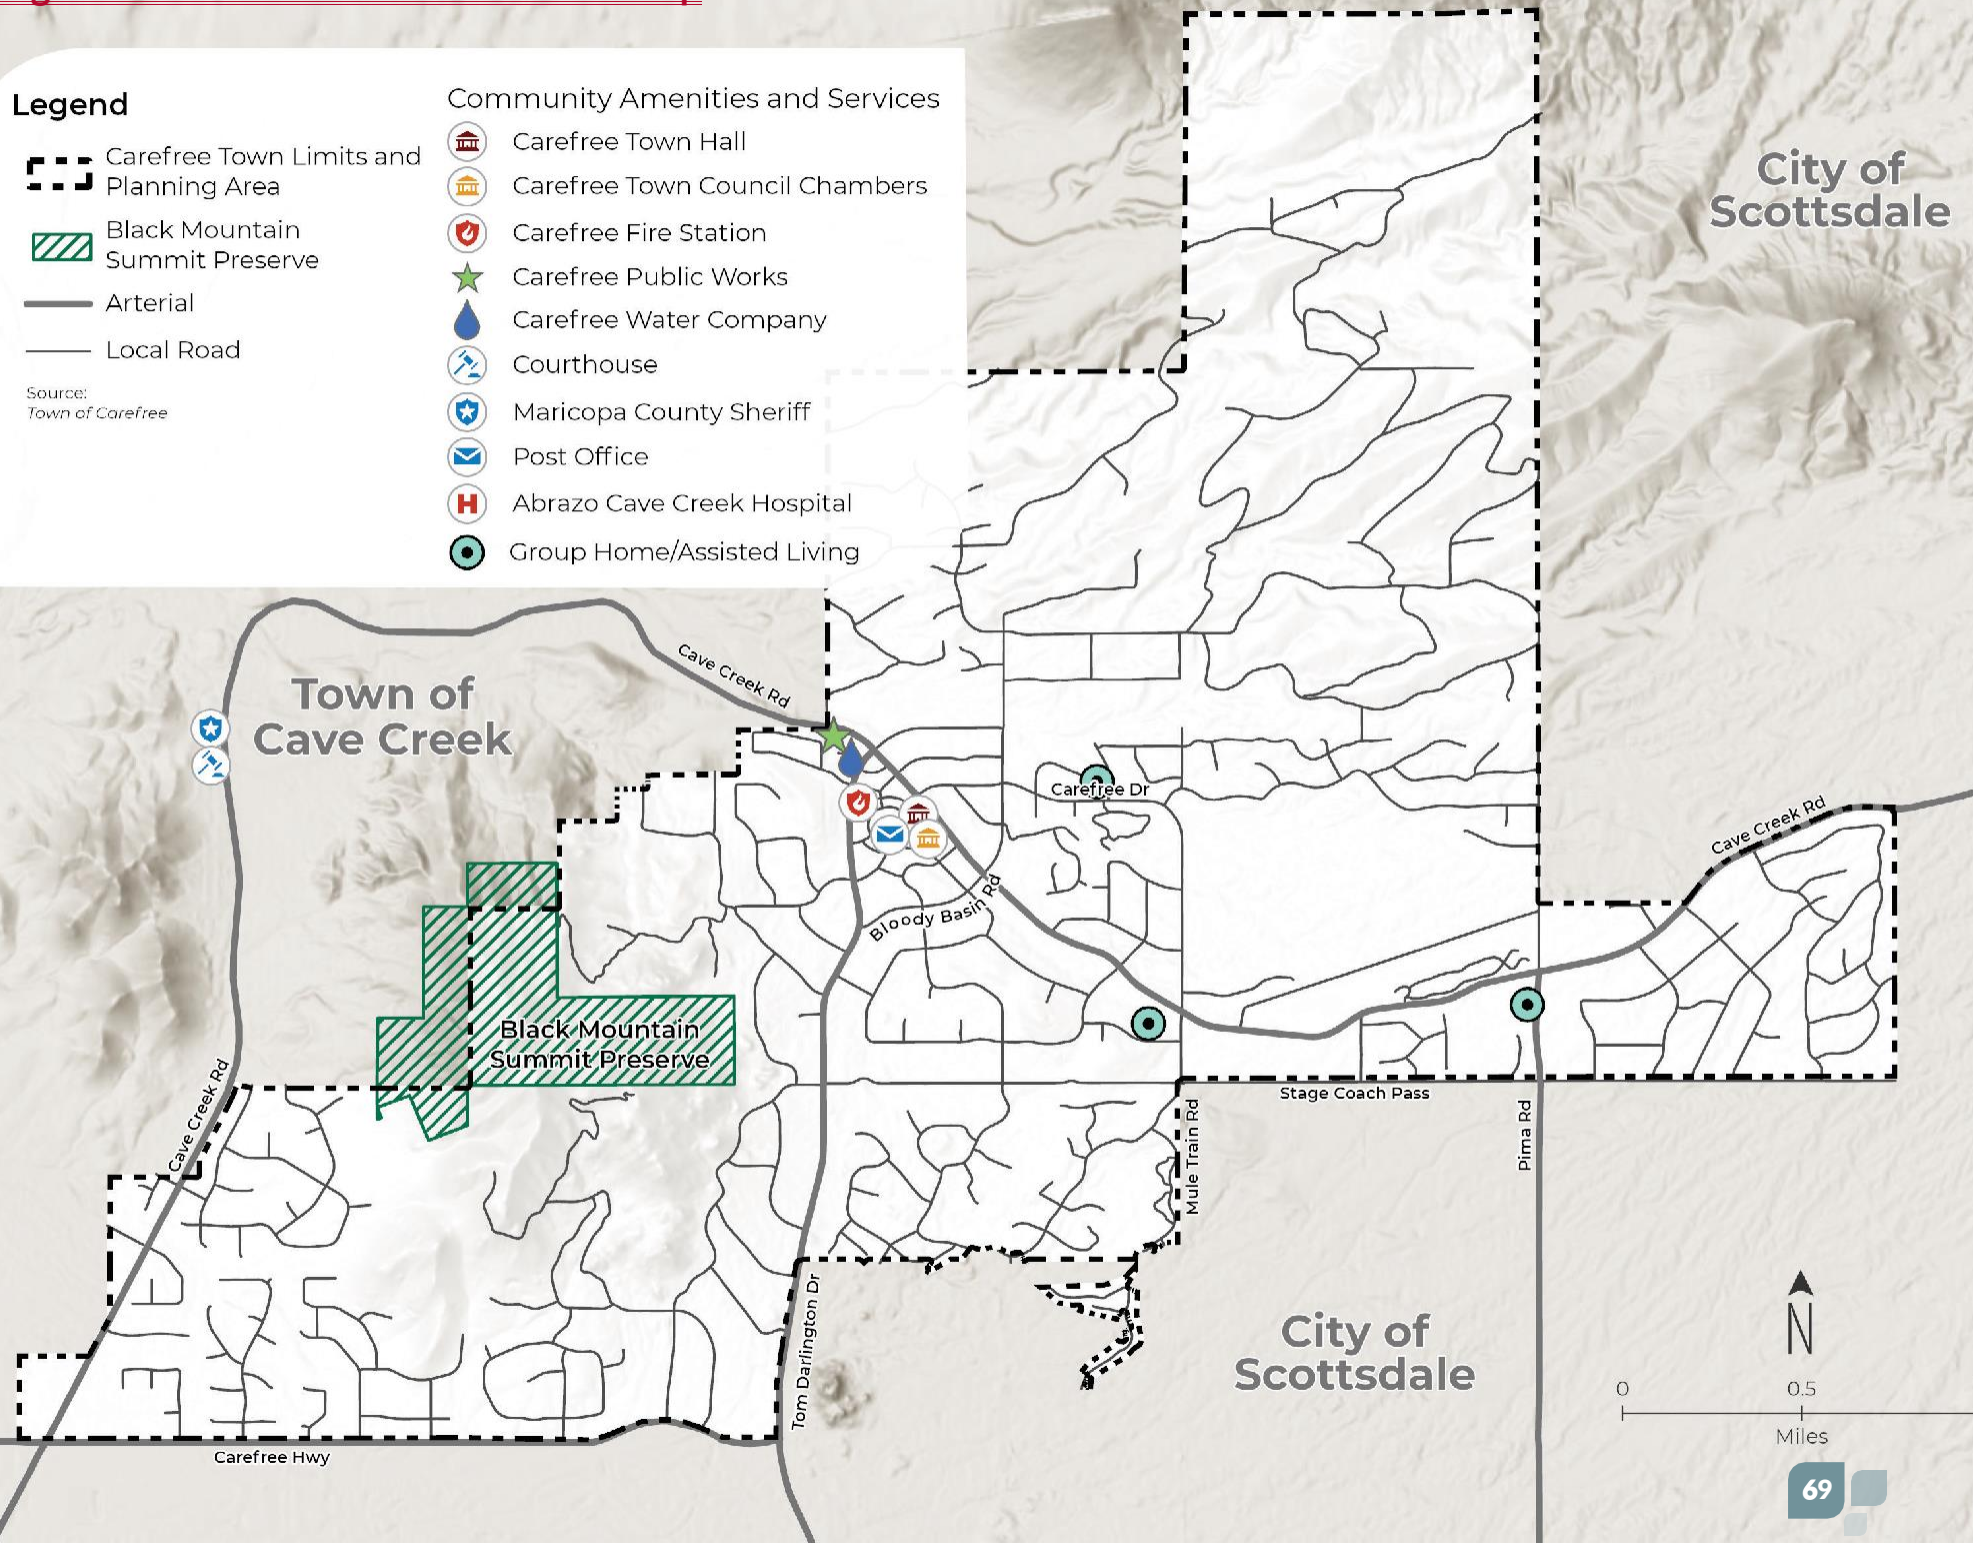 Legend
Carefree Town Limits and
Planning Area
Black Mountain
Summit Preserve
Arterial
Local Road
Source:
Town of Carefree
Community Amenities and Services
Carefree Town Hall
Carefree Town Council Chambers
Carefree Fire Station
Carefree Public Works
Carefree Water Company
Courthouse
Maricopa County Sheriff
Post Office
H Abrazo Cave Creek Hospital
Group Home/Assisted Living
City of
Scottsdale
Cave Creek Rd
Town of
Cave Creek
Carefree Dr
Cave Creek Rd
Bloody Basin Rd
Black Mountain
Summit Preserve
Cave Creek Rd
Stage Coach Pass
Mule Train Rd
Pima Rd
Tom Darlington Dr
City of
Scottsdale
N
0 0.5
Miles
Carefree Hwy
69